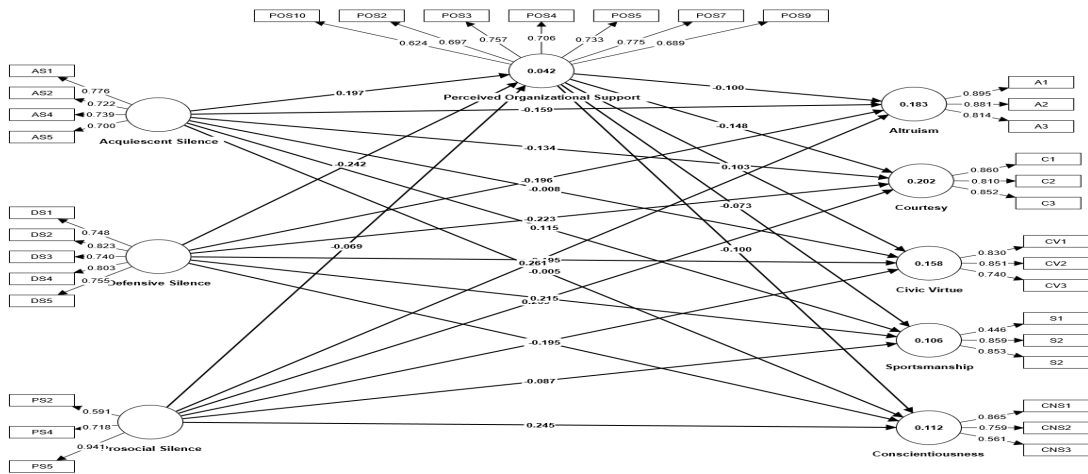 POS10
POS2
POS3
POS4
POS5
POS7
POS9
0.624
0.697
0.757
0.706
0.733
0.775
0.689
0.042
Perceived Organizational Support
AS1
AS2
AS4
AS5
0.776
0.722
0.739
0.700
Acquiescent Silence
DS1
DS2
DS3
DS4
DS5
0.748
0.823
0.740
0.803
0.755
Defensive Silence
PS2
PS4
PS5
0.591
0.718
0.941
Prosocial Silence
0.197
-0.159
-0.134
-0.008
0.115
-0.242
-0.196
-0.223
-0.195
-0.069
0.261
-0.005
0.215
-0.087
0.245
-0.100
-0.148
0.103
-0.073
-0.100
0.183
Altruism
0.895
0.881
0.814
A1
A2
A3
0.202
Courtesy
0.860
0.810
0.852
C1
C2
C3
0.158
Civic Virtue
0.830
0.851
0.740
CV1
CV2
CV3
0.106
Sportsmanship
0.446
0.859
0.853
S1
S2
S2
0.112
Conscientiousness
0.865
0.759
0.561
CNS1
CNS2
CNS3